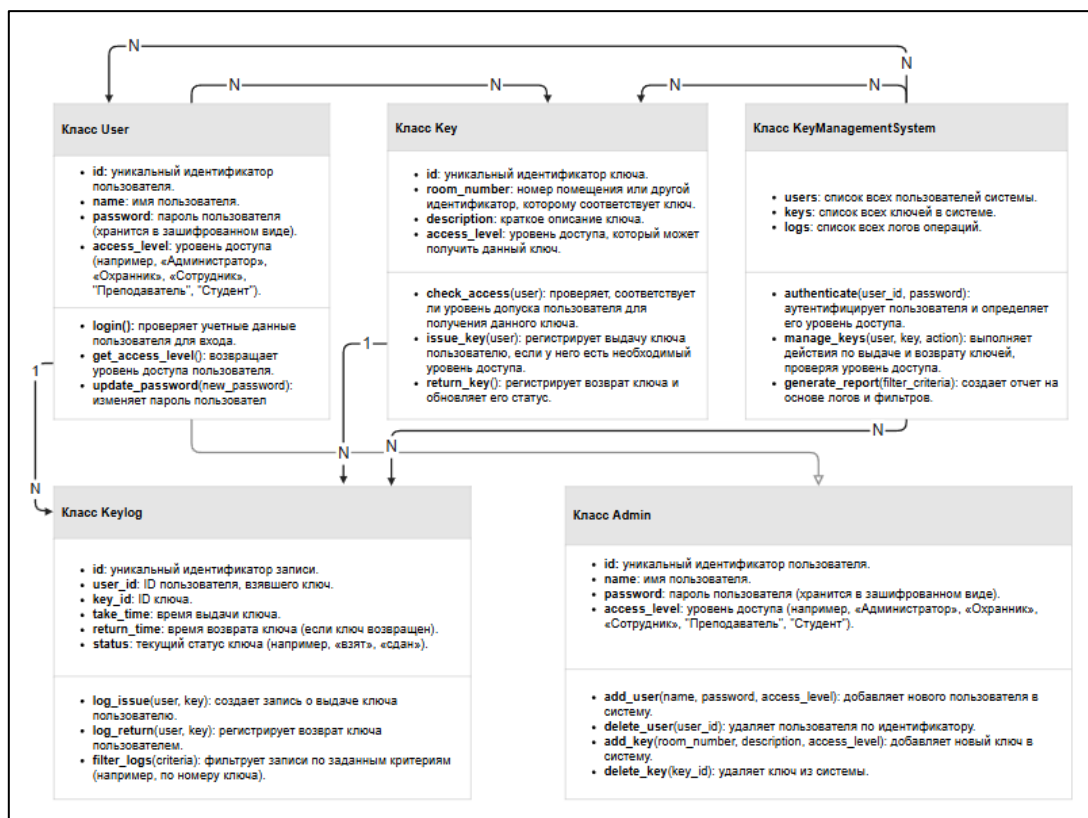 N
N
N
N
N
N
Класс User
id: уникальный идентификатор
пользователя.
name: имя пользователя.
password: пароль пользователя
(хранится в зашифрованном виде).
access_level: уровень доступа
(например, «Администратор»,
«Охранник», «Сотрудник»,
"Преподаватель", "Студент").
login(): проверяет учетные данные
пользователя для входа.
get_access_level(): возвращает
уровень доступа пользователя.
update_password(new_password):
изменяет пароль пользовател
Класс Key
id: уникальный идентификатор ключа.
room_number: номер помещения или другой
идентификатор, которому соответствует ключ.
description: краткое описание ключа.
access_level: уровень доступа, который может
получить данный ключ.
check_access(user): проверяет, соответствует
ли уровень допуска пользователя для
получения данного ключа.
issue_key(user): регистрирует выдачу ключа
пользователю, если у него есть необходимый
уровень доступа.
return_key(): регистрирует возврат ключа и
обновляет его статус.
Класс KeyManagementSystem
users: список всех пользователей системы.
keys: список всех ключей в системе.
logs: список всех логов операций.
authenticate(user_id, password):
аутентифицирует пользователя и определяет
его уровень доступа.
manage_keys(user, key, action): выполняет
действия по выдаче и возврату ключей,
проверяя уровень доступа.
generate_report(filter_criteria): создает отчет на
основе логов и фильтров.
1
1
N
N
N
N
Класс Keylog
id: уникальный идентификатор записи.
user_id: ID пользователя, взявшего ключ.
key_id: ID ключа.
take_time: время выдачи ключа.
return_time: время возврата ключа (если ключ возвращен).
status: текущий статус ключа (например, «взят», «сдан»).
log_issue(user, key): создает запись о выдаче ключа
пользователю.
log_return(user, key): регистрирует возврат ключа
пользователем.
filter_logs(criteria): фильтрует записи по заданным критериям
(например, по номеру ключа).
Класс Admin
id: уникальный идентификатор пользователя.
name: имя пользователя.
password: пароль пользователя (хранится в зашифрованном виде).
access_level: уровень доступа (например, «Администратор», «Охранник»,
«Сотрудник», "Преподаватель", "Студент").
add_user(name, password, access_level): добавляет нового пользователя в
систему.
delete_user(user_id): удаляет пользователя по идентификатору.
add_key(room_number, description, access_level): добавляет новый ключ в
систему.
delete_key(key_id): удаляет ключ из системы.